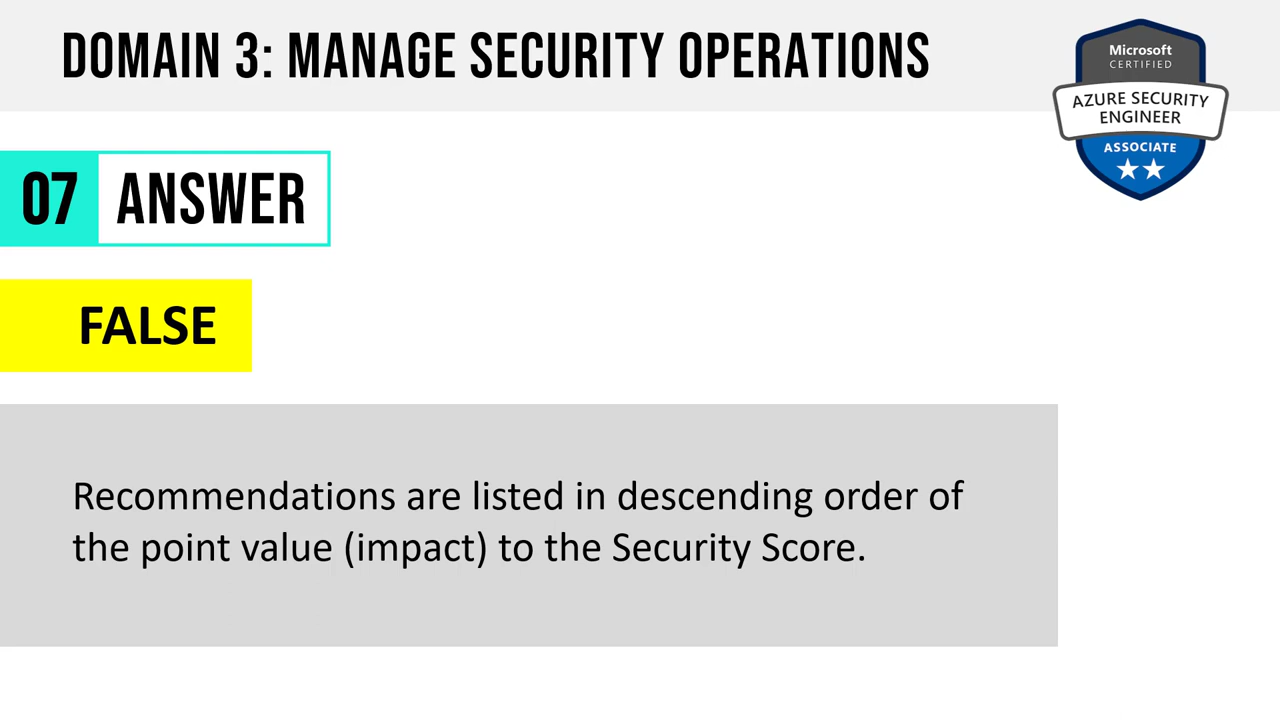 DOMAIN 3: MANAGE SECURITY OPERATIONS
Microsoft
CERTIFIED
AZURE SECURITY
ENGINEER
ASSOCIATE
07 ANSWER
FALSE
Recommendations are listed in descending order of
the point value (impact) to the Security Score.